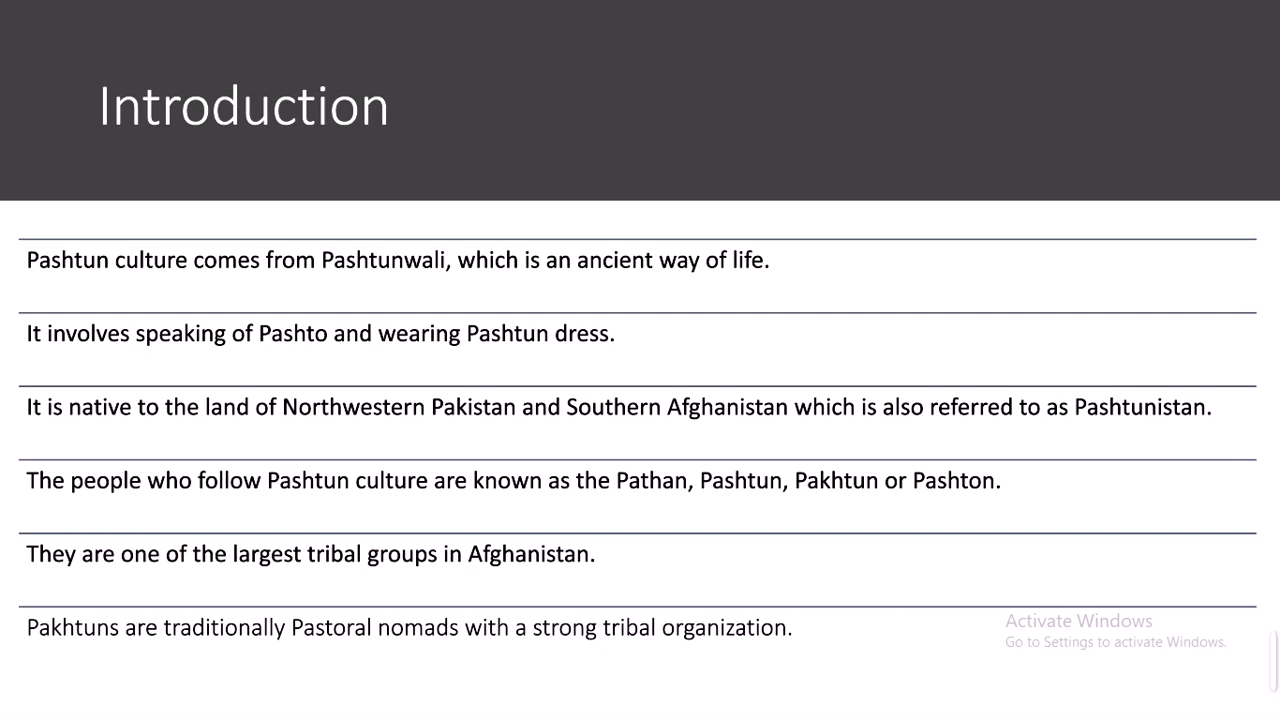 Introduction
Pashtun culture comes from Pashtunwali, which is an ancient way of life.
It involves speaking of Pashto and wearing Pashtun dress.
It is native to the land of Northwestern Pakistan and Southern Afghanistan which is also referred to as Pashtunistan.
The people who follow Pashtun culture are known as the Pathan, Pashtun, Pakhtun or Pashton.
They are one of the largest tribal groups in Afghanistan.
Pakhtuns are traditionally Pastoral nomads with a strong tribal organization.
Activate Windows
Go to Settings to activate Windows.